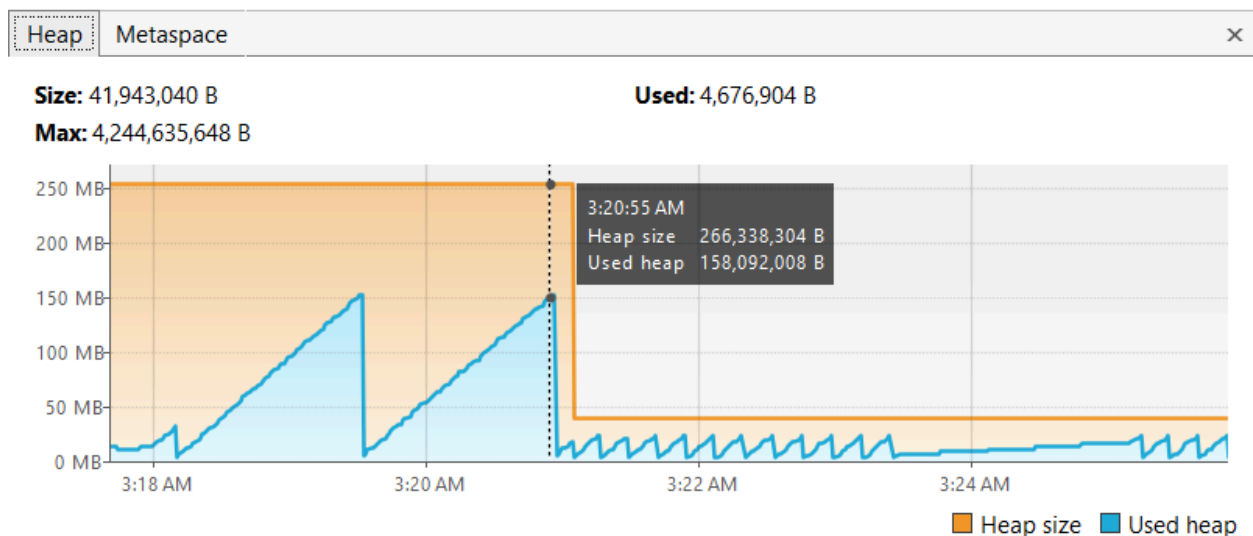 Heap Metaspace ×
Size: 41,943,040 B Used: 4,676,904 B
Max: 4,244,635,648 B
250 MB
200 MB
150 MB
100 MB
50 MB
0 MB
3:20:55 AM
Heap size 266,338,304 B
Used heap 158,092,008 B
3:18 AM 3:20 AM 3:22 AM 3:24 AM
Heap size Used heap